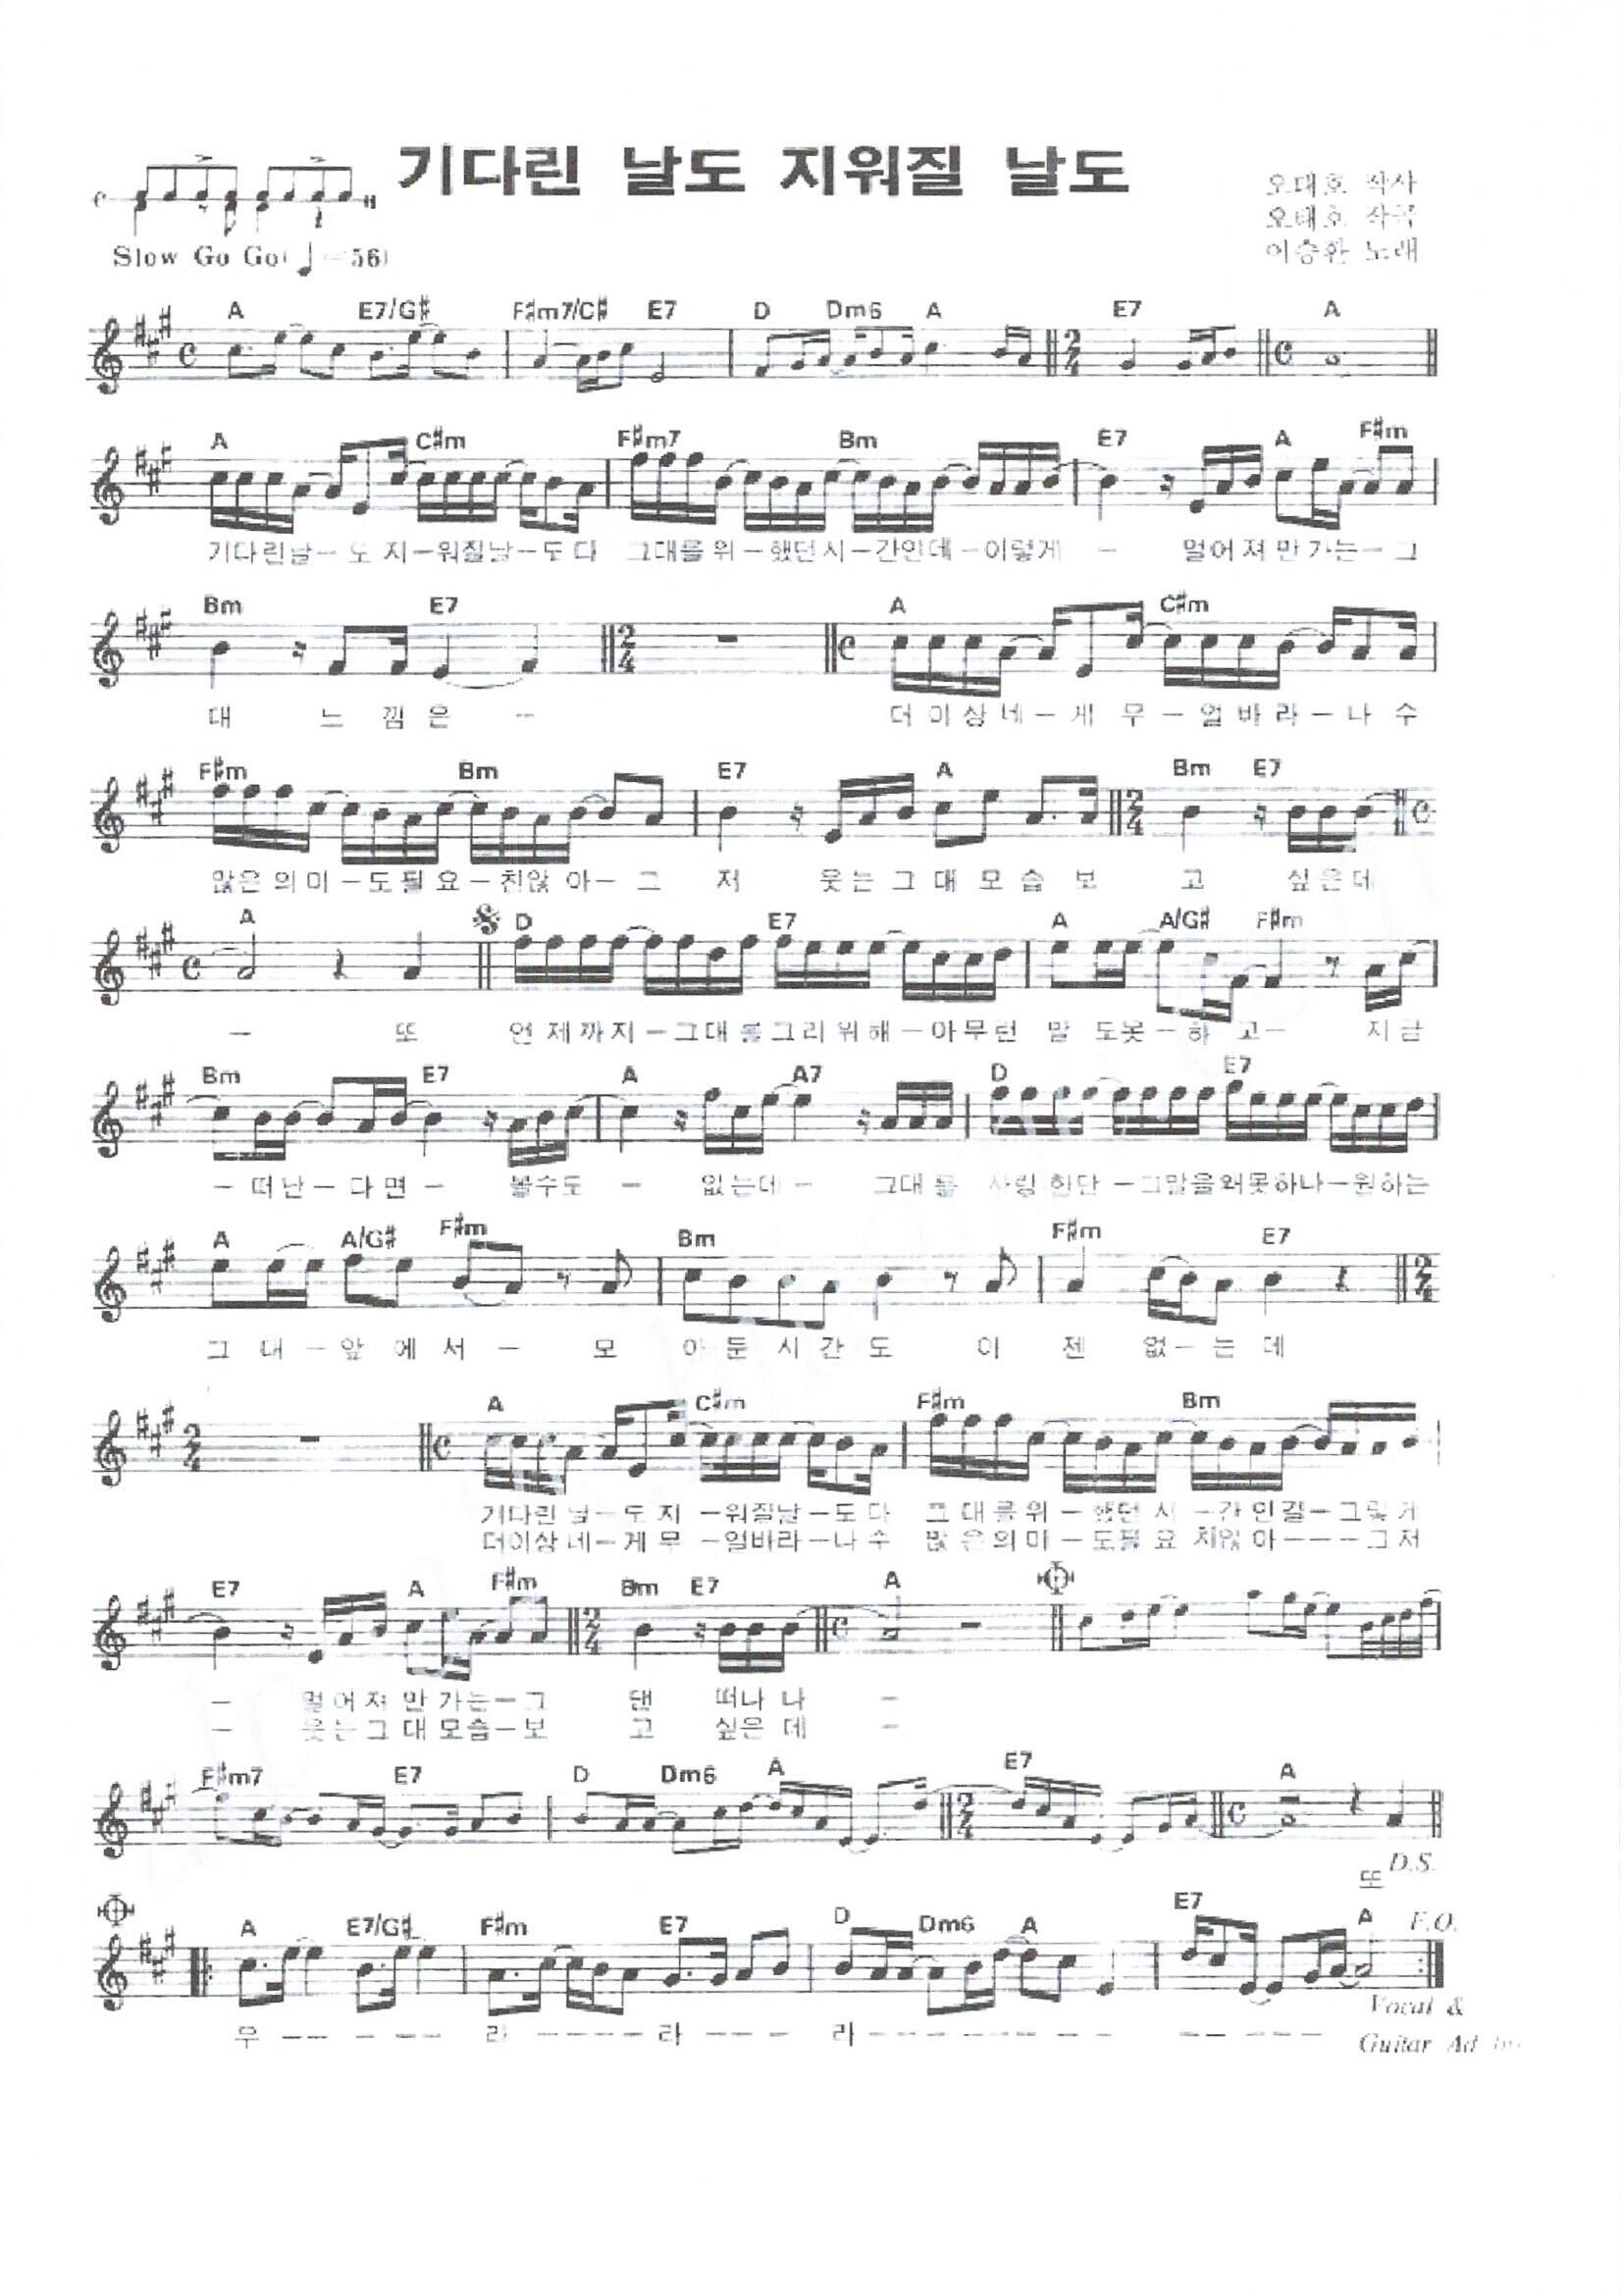 기다린 날도 지워질 날도
오태호 작사
오태호 작곡
이승환 노래
Slow Go Go(♩=56)
A E7/G♯ F♯m7/C♯ E7 D Dm6 A E7 A
A C♯m F♯m7 Bm E7 A F♯m
기다린날-도 지-워질날-도다 그대를위-했던시-간인데-이렇게 - 멀어져만가는-그
Bm E7 A C♯m
대 느낌은 - 더이상네-게 무-얼바라-나 수
F♯m Bm E7 A Bm E7
많은의미-도필요-친않아-그 저 웃는그대모습보 고 싶은데
A D E7 A A/G♯ F♯m
- 또 언제까지-그대를그리워해-아무런 말 도못-하 고- 지금
Bm E7 A A7 D E7
-떠난-다면- 볼수도 - 없는데- 그대를 사랑한단-그말을왜못하나-원하는
A A/G♯ F♯m Bm F♯m E7
그 대-앞에서- 모 아둔시간도 이 젠 없-는데
A C♯m F♯m Bm
기다린날-도지-워질날-도다 그대를위-했던시-간인걸-그렇게
더이상네-게무-얼바라-나수 많은의미-도필요치않아---그저
E7 A F♯m Bm E7 A
- 멀어져만가는-그 댄 떠나나 -
- 웃는그대모습-보 고 싶은데 -
F♯m7 E7 D Dm6 A E7 A
또 D.S.
A E7/G♯ F♯m E7 D Dm6 A E7 A F.O.
우-- - -- 라-----라--- 라-- ---- -- ---
Vocal &
Guitar Ad